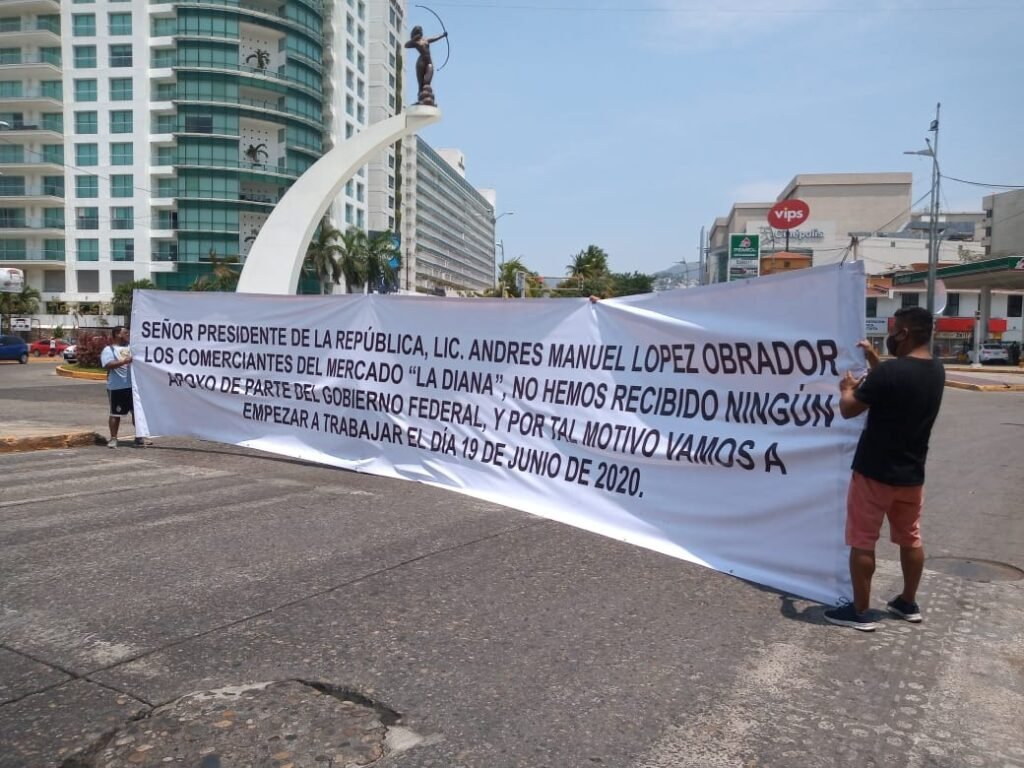 SEÑOR PRESIDENTE DE LA REPÚBLICA, LIC. ANDRES MANUEL LOPEZ OBRADOR
LOS COMERCIANTES DEL MERCADO "LA DIANA", NO HEMOS RECIBIDO NINGÚN
APOYO DE PARTE DEL GOBIERNO FEDERAL, Y POR TAL MOTIVO VAMOS A
EMPEZAR A TRABAJAR EL DÍA 19 DE JUNIO DE 2020.
vips
Cinépolis
PEMEX